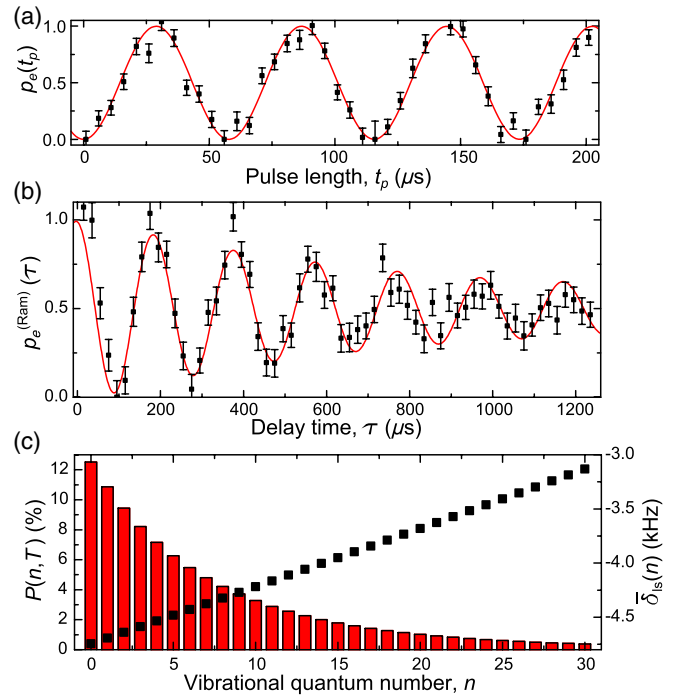 (a)
1.0
0.5
0.0
p_e(t_p)
0 50 100 150 200
Pulse length, t_p (μs)
(b)
1.0
0.5
0.0
p_e^(Ram) (τ)
0 200 400 600 800 1000 1200
Delay time, τ (μs)
(c)
12
10
8
6
4
2
0
P(n,T) (%)
-3.0
-3.5
-4.0
-4.5
δ̄_ls(n) (kHz)
0 5 10 15 20 25 30
Vibrational quantum number, n